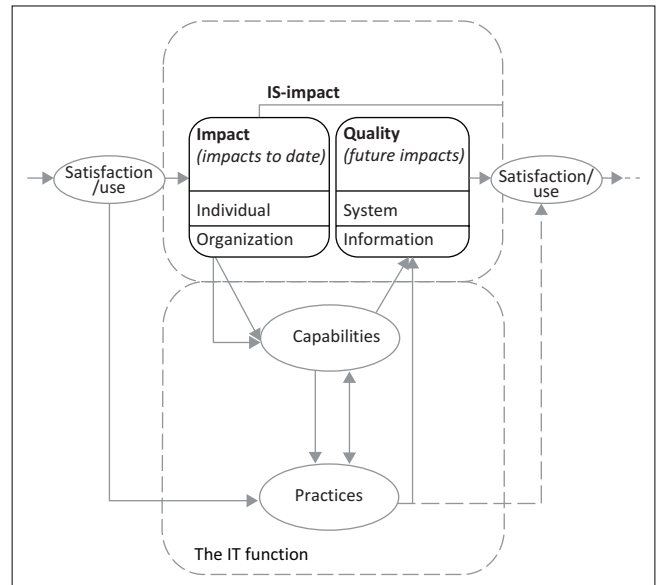 IS-impact
Impact
(impacts to date)
Individual
Organization
Quality
(future impacts)
System
Information
Satisfaction
/use
Satisfaction/
use
Capabilities
Practices
The IT function